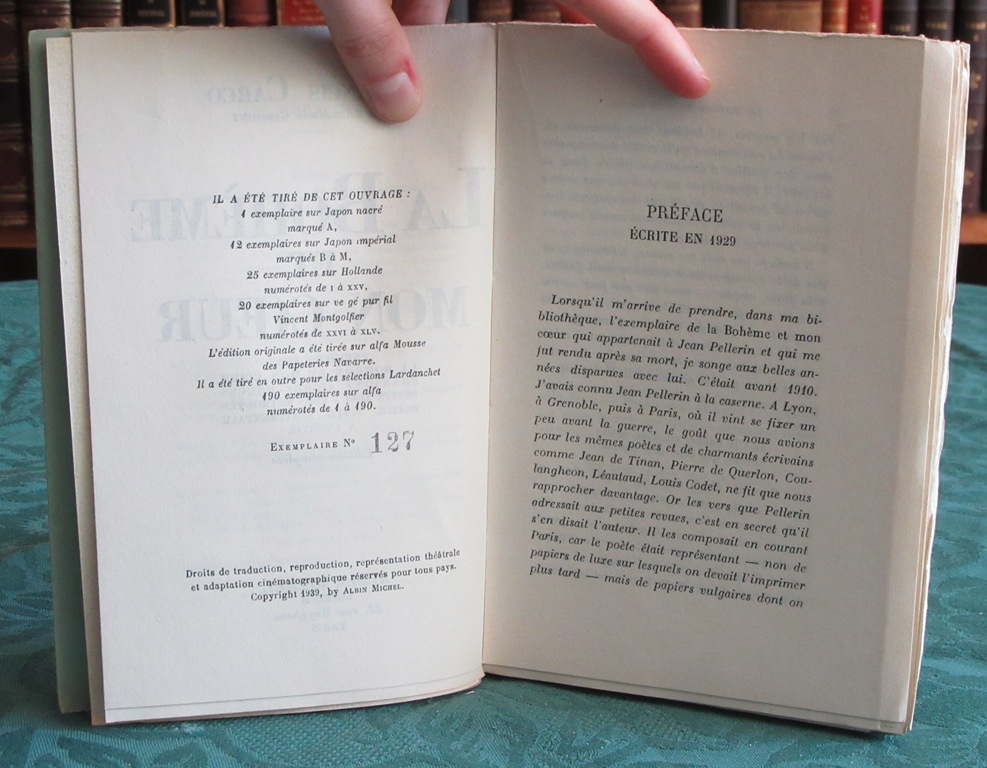 IL A ÉTÉ TIRÉ DE CET OUVRAGE :
1 exemplaire sur Japon nacré
marqué A,
12 exemplaires sur Japon impérial
marqués B à M,
25 exemplaires sur Hollande
numérotés de I à XXV,
20 exemplaires sur ve gé pur fil
Vincent Montgolfier
numérotés de XXVI à XLV.
L'édition originale a été tirée sur alfa Mousse
des Papeteries Navarre.
Il a été tiré en outre pour les sélections Lardanchet
190 exemplaires sur alfa
numérotés de 1 à 190.
EXEMPLAIRE N° 127
Droits de traduction, reproduction, représentation théâtrale
et adaptation cinématographique réservés pour tous pays.
Copyright 1939, by ALBIN MICHEL.
PRÉFACE
ÉCRITE EN 1929
Lorsqu'il m'arrive de prendre, dans ma bi-
bliothèque, l'exemplaire de la Bohème et mon
cœur qui appartenait à Jean Pellerin et qui me
fut rendu après sa mort, je songe aux belles an-
nées disparues avec lui. C'était avant 1910.
J'avais connu Jean Pellerin à la caserne. A Lyon,
à Grenoble, puis à Paris, où il vint se fixer un
peu avant la guerre, le goût que nous avions
pour les mêmes poètes et de charmants écrivains
comme Jean de Tinan, Pierre de Querlon, Cou-
langheon, Léautaud, Louis Codet, ne fit que nous
rapprocher davantage. Or les vers que Pellerin
adressait aux petites revues, c'est en secret qu'il
s'en disait l'auteur. Il les composait en courant
Paris, car le poète était représentant — non de
papiers de luxe sur lesquels on devait l'imprimer
plus tard — mais de papiers vulgaires dont on